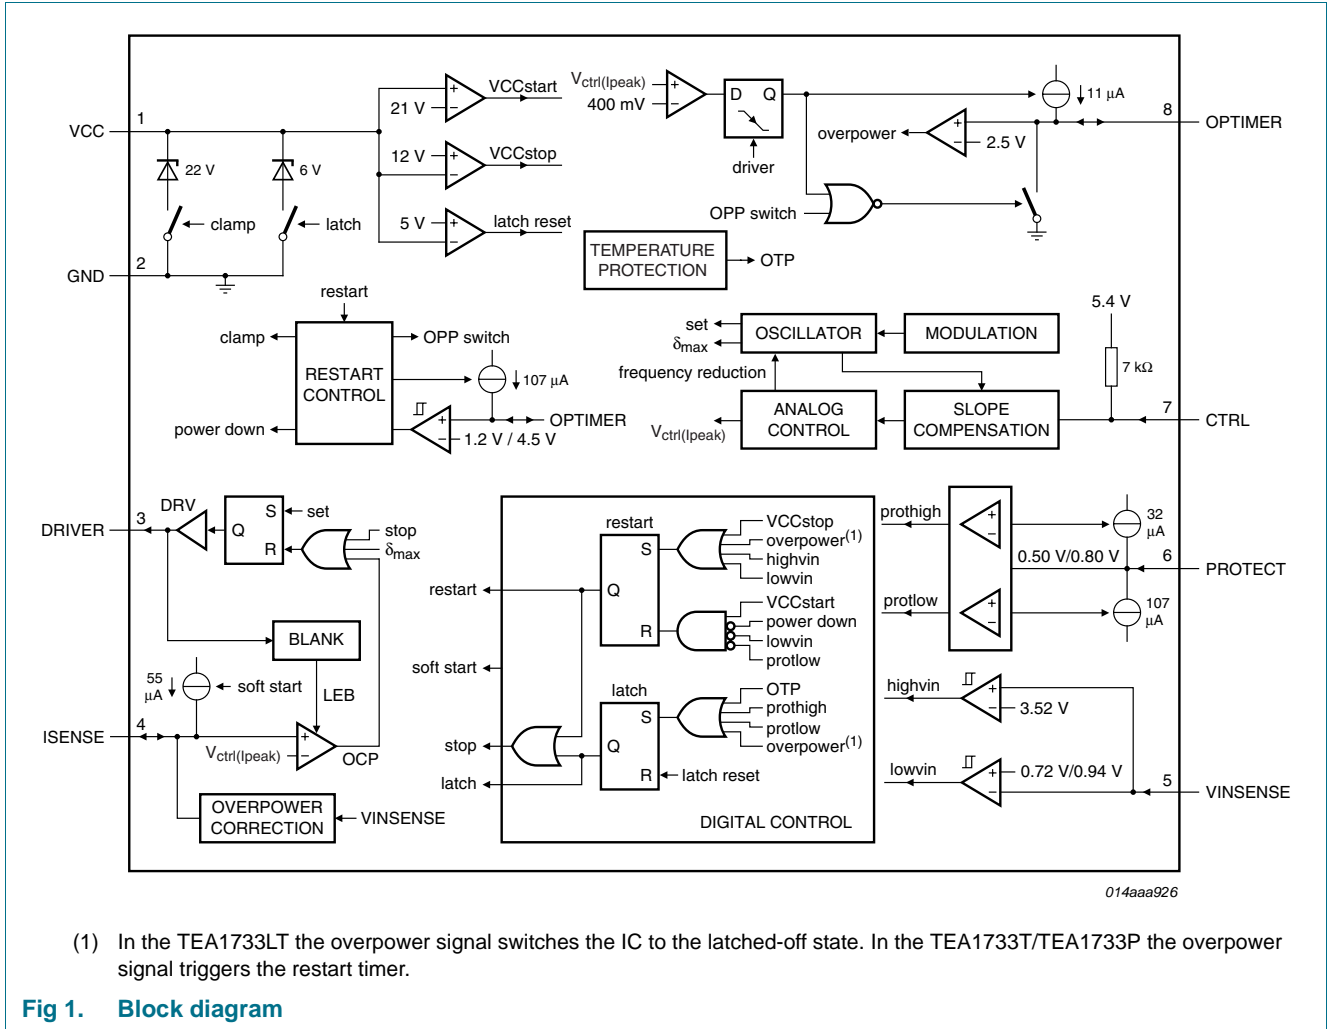 VCC
1
22 V
6 V
clamp
latch
GND
2
21 V
+
−
VCCstart
12 V
+
−
VCCstop
5 V
+
−
latch reset
Vctrl(Ipeak)
400 mV
+
−
D Q
driver
11 μA
overpower
+
−
2.5 V
8
OPTIMER
OPP switch
TEMPERATURE
PROTECTION
OTP
restart
clamp
RESTART
CONTROL
OPP switch
107 μA
power down
+
−
1.2 V / 4.5 V
OPTIMER
set
δmax
OSCILLATOR
MODULATION
frequency reduction
Vctrl(Ipeak)
ANALOG
CONTROL
SLOPE
COMPENSATION
5.4 V
7 kΩ
7
CTRL
DRIVER
3
DRV
Q
S
R
set
stop
δmax
BLANK
LEB
55
μA
soft start
ISENSE
4
Vctrl(Ipeak)
+
−
OCP
OVERPOWER
CORRECTION
VINSENSE
restart
S
Q
R
VCCstop
overpower(1)
highvin
lowvin
VCCstart
power down
lowvin
protlow
restart
soft start
latch
S
Q
R
OTP
prothigh
protlow
overpower(1)
latch reset
stop
latch
DIGITAL CONTROL
prothigh
+
−
32
μA
0.50 V/0.80 V
6
PROTECT
protlow
+
−
107
μA
highvin
+
−
3.52 V
lowvin
+
−
0.72 V/0.94 V
5
VINSENSE
014aaa926
(1) In the TEA1733LT the overpower signal switches the IC to the latched-off state. In the TEA1733T/TEA1733P the overpower
signal triggers the restart timer.
Fig 1. Block diagram